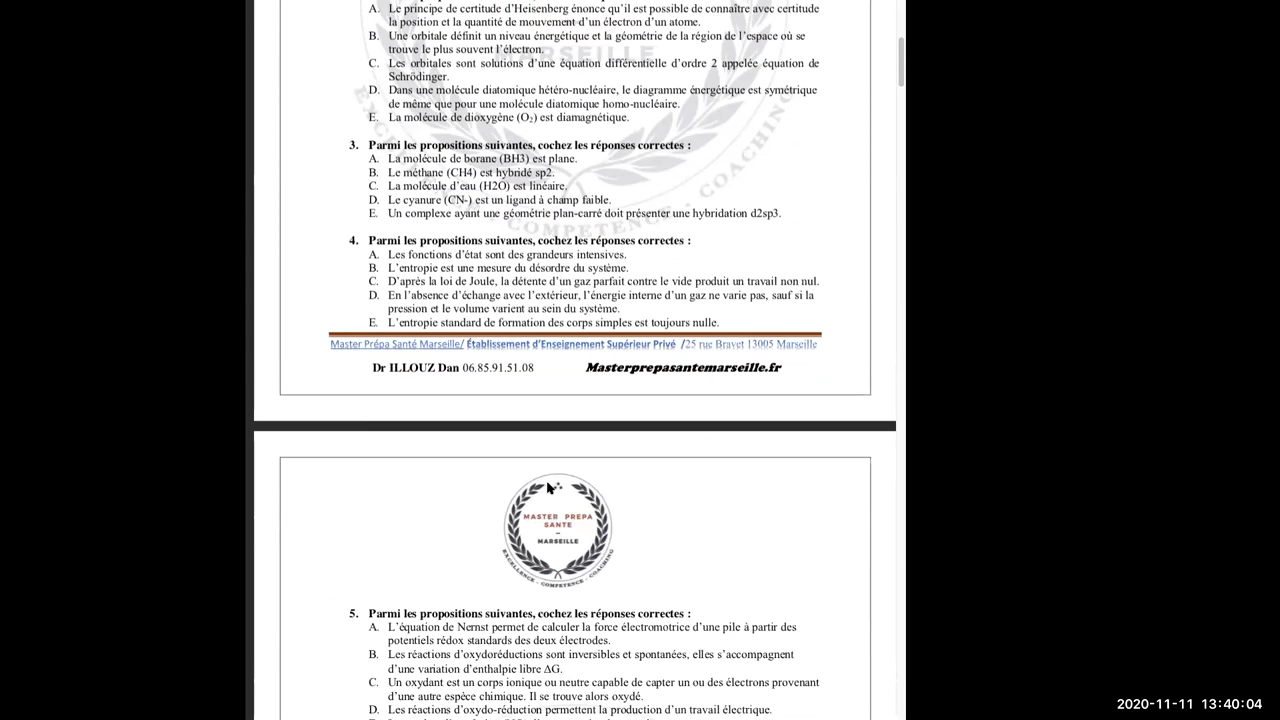 A. Le principe de certitude d'Heisenberg énonce qu'il est possible de connaître avec certitude
la position et la quantité de mouvement d'un électron d'un atome.
B. Une orbitale définit un niveau énergétique et la géométrie de la région de l'espace où se
trouve le plus souvent l'électron.
C. Les orbitales sont solutions d'une équation différentielle d'ordre 2 appelée équation de
Schrödinger.
D. Dans une molécule diatomique hétéro-nucléaire, le diagramme énergétique est symétrique
de même que pour une molécule diatomique homo-nucléaire.
E. La molécule de dioxygène (O₂) est diamagnétique.
MARSEILLE
EXCELLENCE - COMPETENCE - COACHING
3. Parmi les propositions suivantes, cochez les réponses correctes :
A. La molécule de borane (BH3) est plane.
B. Le méthane (CH4) est hybridé sp2.
C. La molécule d'eau (H2O) est linéaire.
D. Le cyanure (CN-) est un ligand à champ faible.
E. Un complexe ayant une géométrie plan-carré doit présenter une hybridation d2sp3.
4. Parmi les propositions suivantes, cochez les réponses correctes :
A. Les fonctions d'état sont des grandeurs intensives.
B. L'entropie est une mesure du désordre du système.
C. D'après la loi de Joule, la détente d'un gaz parfait contre le vide produit un travail non nul.
D. En l'absence d'échange avec l'extérieur, l'énergie interne d'un gaz ne varie pas, sauf si la
pression et le volume varient au sein du système.
E. L'entropie standard de formation des corps simples est toujours nulle.
Master Prépa Santé Marseille/ Établissement d'Enseignement Supérieur Privé /25 rue Bravet 13005 Marseille
Dr ILLOUZ Dan 06.85.91.51.08 Masterprepasantemarseille.fr
MASTER PREPA
SANTE
–
MARSEILLE
EXCELLENCE - COMPETENCE - COACHING
5. Parmi les propositions suivantes, cochez les réponses correctes :
A. L'équation de Nernst permet de calculer la force électromotrice d'une pile à partir des
potentiels rédox standards des deux électrodes.
B. Les réactions d'oxydoréductions sont inversibles et spontanées, elles s'accompagnent
d'une variation d'enthalpie libre ΔG.
C. Un oxydant est un corps ionique ou neutre capable de capter un ou des électrons provenant
d'une autre espèce chimique. Il se trouve alors oxydé.
D. Les réactions d'oxydo-réduction permettent la production d'un travail électrique.
2020-11-11 13:40:04